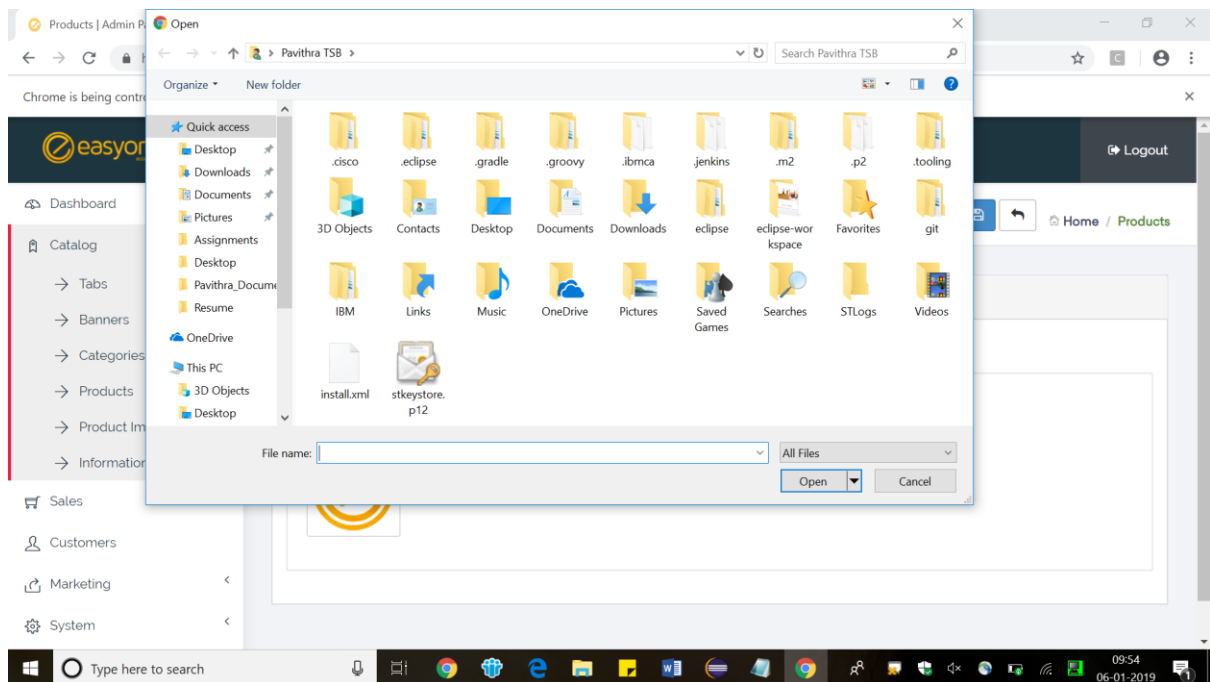 Products | Admin P
Open
Pavithra TSB
Search Pavithra TSB
Organize
New folder
Chrome is being contr
easyor
Logout
Quick access
Desktop
Downloads
Documents
Pictures
Assignments
Desktop
Pavithra_Docume
Resume
OneDrive
This PC
3D Objects
Desktop
.cisco
.eclipse
.gradle
.groovy
.ibmca
.jenkins
.m2
.p2
.tooling
3D Objects
Contacts
Desktop
Documents
Downloads
eclipse
eclipse-wor
kspace
Favorites
git
IBM
Links
Music
OneDrive
Pictures
Saved
Games
Searches
STLogs
Videos
install.xml
stkeystore.
p12
File name:
All Files
Open
Cancel
Home / Products
Dashboard
Catalog
Tabs
Banners
Categories
Products
Product Im
Information
Sales
Customers
Marketing
System
Type here to search
09:54
06-01-2019